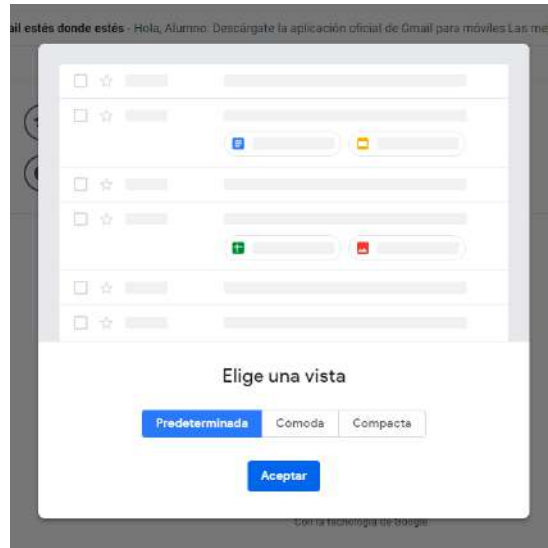 ail estés donde estés - Hola, Alumno: Descárgate la aplicación oficial de Gmail para móviles Las me
Elige una vista
Predeterminada Cómoda Compacta
Aceptar
Con la tecnología de Google